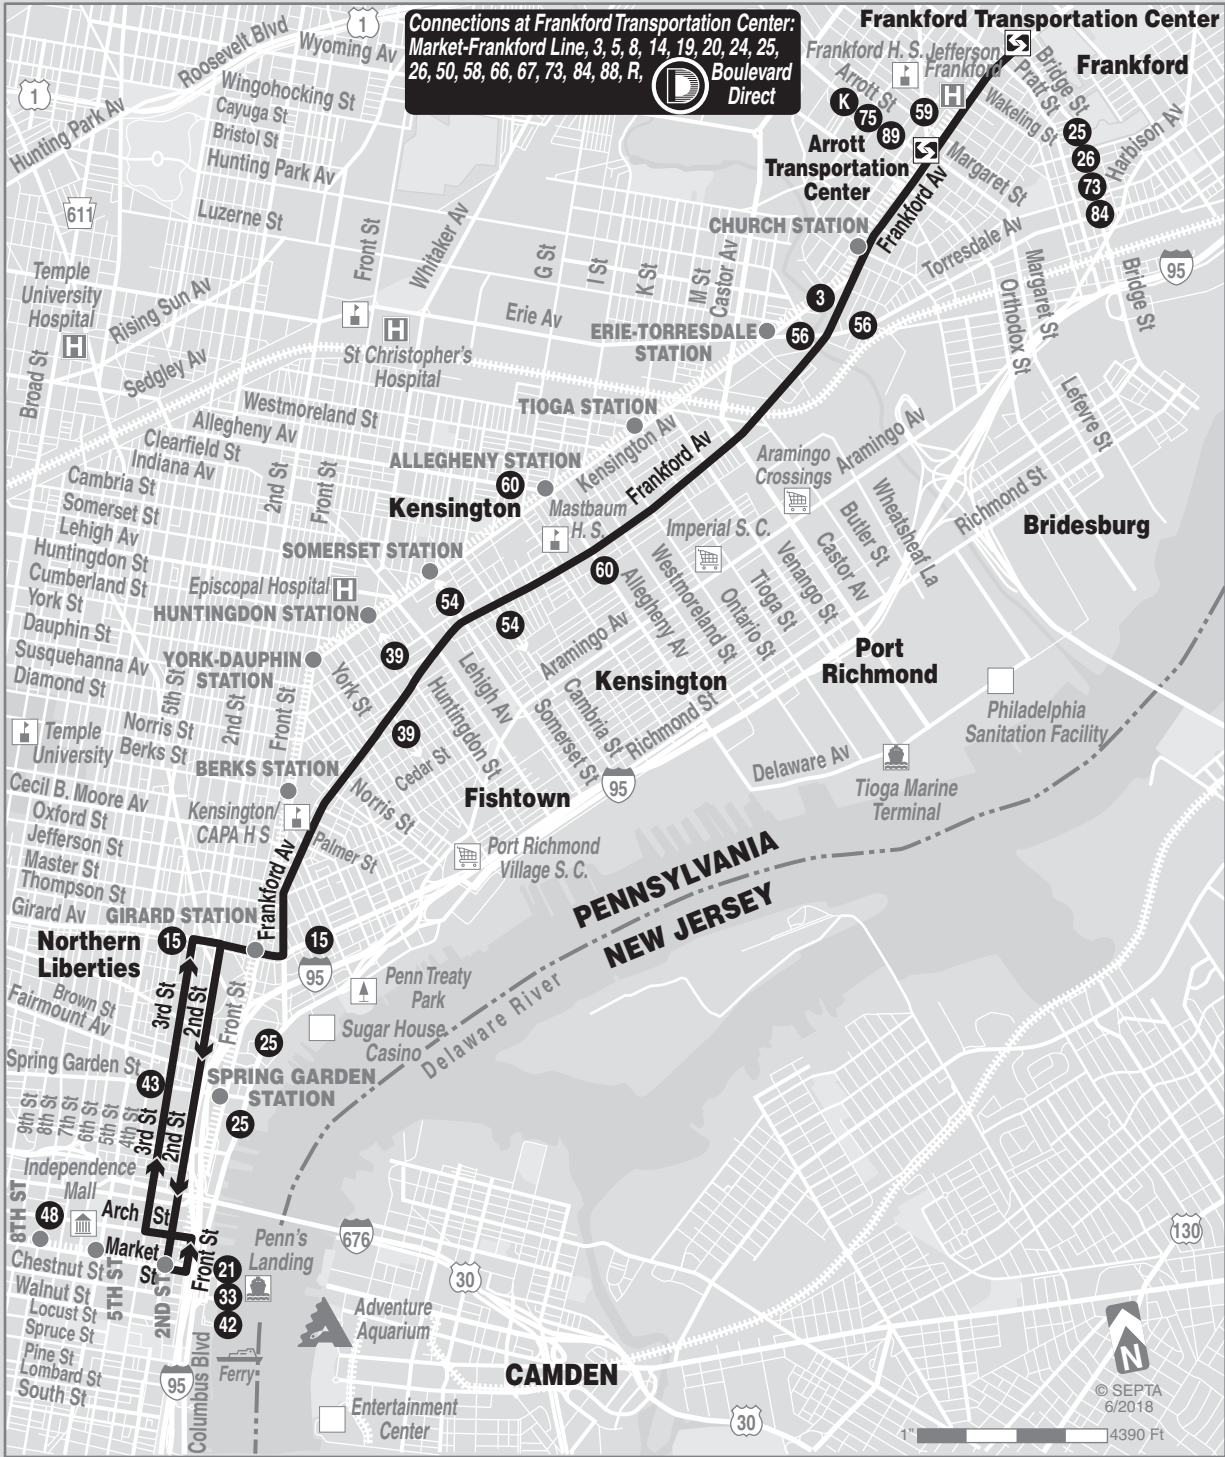 Connections at Frankford Transportation Center:
Market-Frankford Line, 3, 5, 8, 14, 19, 20, 24, 25,
26, 50, 58, 66, 67, 73, 84, 88, R,
D
Boulevard
Direct
Frankford Transportation Center
1
Roosevelt Blvd
Wyoming Av
Frankford H. S.
Jefferson
Frankford
H
Bridge St
Pratt St
Frankford
1
Hunting Park Av
Wingohocking St
Cayuga St
Bristol St
Hunting Park Av
Arrott St
K
75
89
59
Wakeling St
25
26
73
84
Harbison Av
Arrott
Transportation
Center
Margaret St
Frankford Av
611
Luzerne St
Front St
Whitaker Av
G St
I St
K St
M St
Castor Av
CHURCH STATION
Torresdale Av
Margaret St
Orthodox St
Bridge St
95
Temple
University
Hospital
H
Rising Sun Av
Erie Av
3
56
56
ERIE-TORRESDALE
STATION
H
St Christopher's
Hospital
Broad St
Sedgley Av
Westmoreland St
Allegheny Av
Clearfield St
Indiana Av
TIOGA STATION
Kensington Av
Frankford Av
Aramingo
Crossings
Aramingo Av
Lefevre St
ALLEGHENY STATION
60
Kensington
Cambria St
Somerset St
Lehigh Av
Huntingdon St
Cumberland St
York St
Dauphin St
Susquehanna Av
Diamond St
2nd St
Front St
Mastbaum
H. S.
Imperial S. C.
Wheatsheaf La
Butler St
Castor Av
Venango St
Tioga St
Ontario St
Westmoreland St
Allegheny Av
Richmond St
Bridesburg
SOMERSET STATION
Episcopal Hospital
H
60
HUNTINGDON STATION
54
54
YORK-DAUPHIN
STATION
39
39
York St
5th St
2nd St
Front St
Aramingo Av
Kensington
Port
Richmond
Lehigh Av
Huntingdon St
Cambria St
Somerset St
Richmond St
Philadelphia
Sanitation Facility
Temple
University
Norris St
Berks St
BERKS STATION
Cedar St
Norris St
Fishtown
95
Delaware Av
Tioga Marine
Terminal
Cecil B. Moore Av
Oxford St
Jefferson St
Master St
Thompson St
Girard Av
Kensington/
CAPA H S
Palmer St
Port Richmond
Village S. C.
Frankford Av
PENNSYLVANIA
NEW JERSEY
GIRARD STATION
Northern
Liberties
15
15
95
Penn Treaty
Park
Brown St
Fairmount Av
3rd St
2nd St
Front St
Sugar House
Casino
Delaware River
25
Spring Garden St
43
SPRING GARDEN
STATION
25
9th St
8th St
7th St
6th St
5th St
4th St
3rd St
2nd St
Independence
Mall
8TH ST
48
Arch St
Market
St
Front St
Penn's
Landing
676
130
Chestnut St
Walnut St
Locust St
Spruce St
Pine St
Lombard St
South St
5TH ST
2ND ST
21
33
42
30
Adventure
Aquarium
Columbus Blvd
95
Ferry
CAMDEN
Entertainment
Center
30
N
© SEPTA
6/2018
1"
4390 Ft